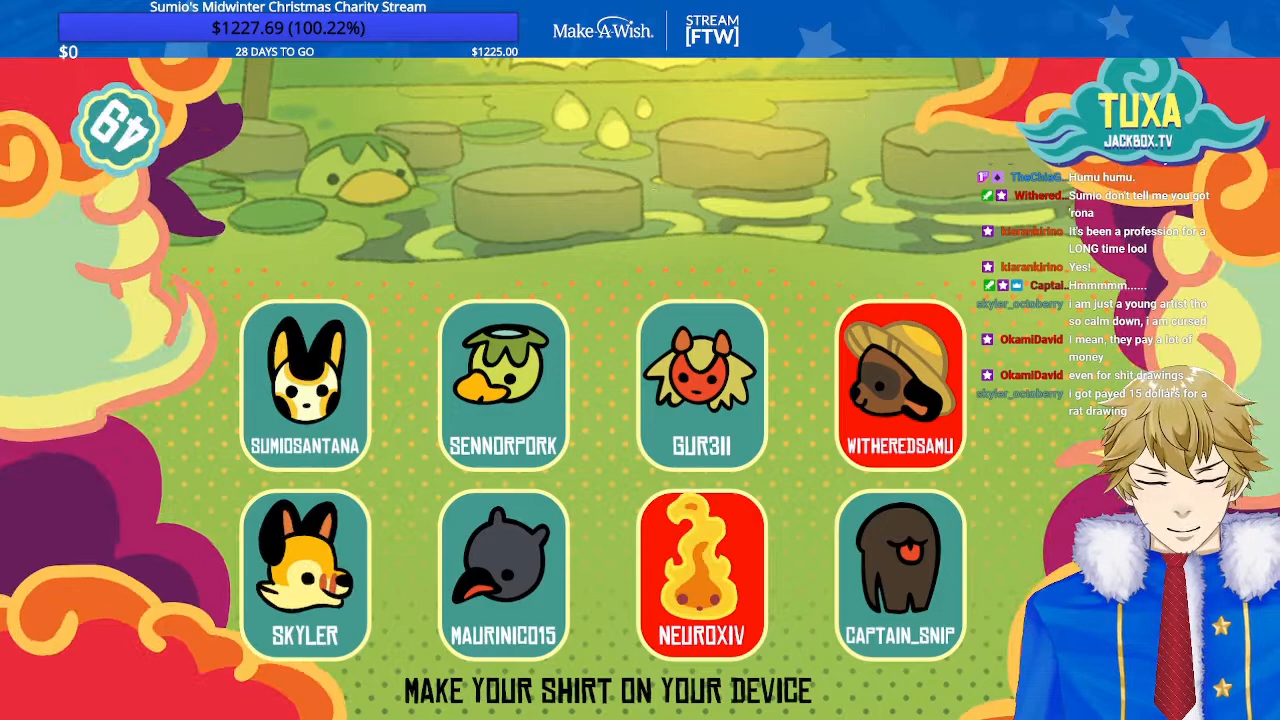 Sumio's Midwinter Christmas Charity Stream
$1227.69 (100.22%)
$0
28 DAYS TO GO
$1225.00
Make-A-Wish.
STREAM
[FTW]
49
TUXA
JACKBOX.TV
TheChloG.. Humu humu.
Withered.. Sumio don't tell me you got
'rona
kiarankirino It's been a profession for a
LONG time lool
kiarankirino Yes!
Captai.. Hmmmmm......
skyler_octoberry i am just a young artist tho
so calm down, i am cursed
OkamiDavid I mean, they pay a lot of
money
OkamiDavid even for shit drawings
skyler_octoberry I got payed 15 dollars for a
rat drawing
SUMIOSANTANA
SENNORPORK
GUR3II
WITHEREDSAMU
SKYLER
MAURINICO15
NEUROXIV
CAPTAIN_SNIP
MAKE YOUR SHIRT ON YOUR DEVICE